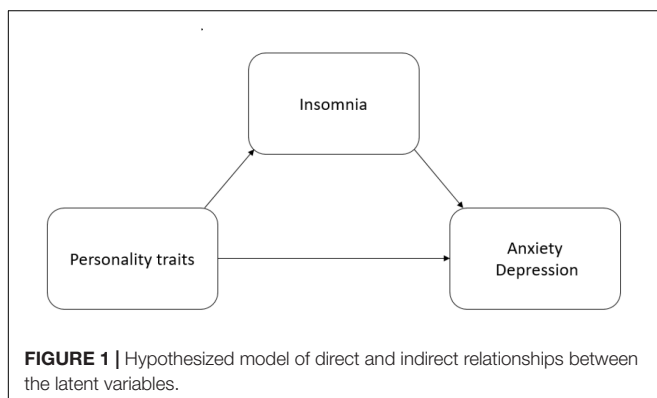 Insomnia
Personality traits
Anxiety
Depression
FIGURE 1 | Hypothesized model of direct and indirect relationships between
the latent variables.